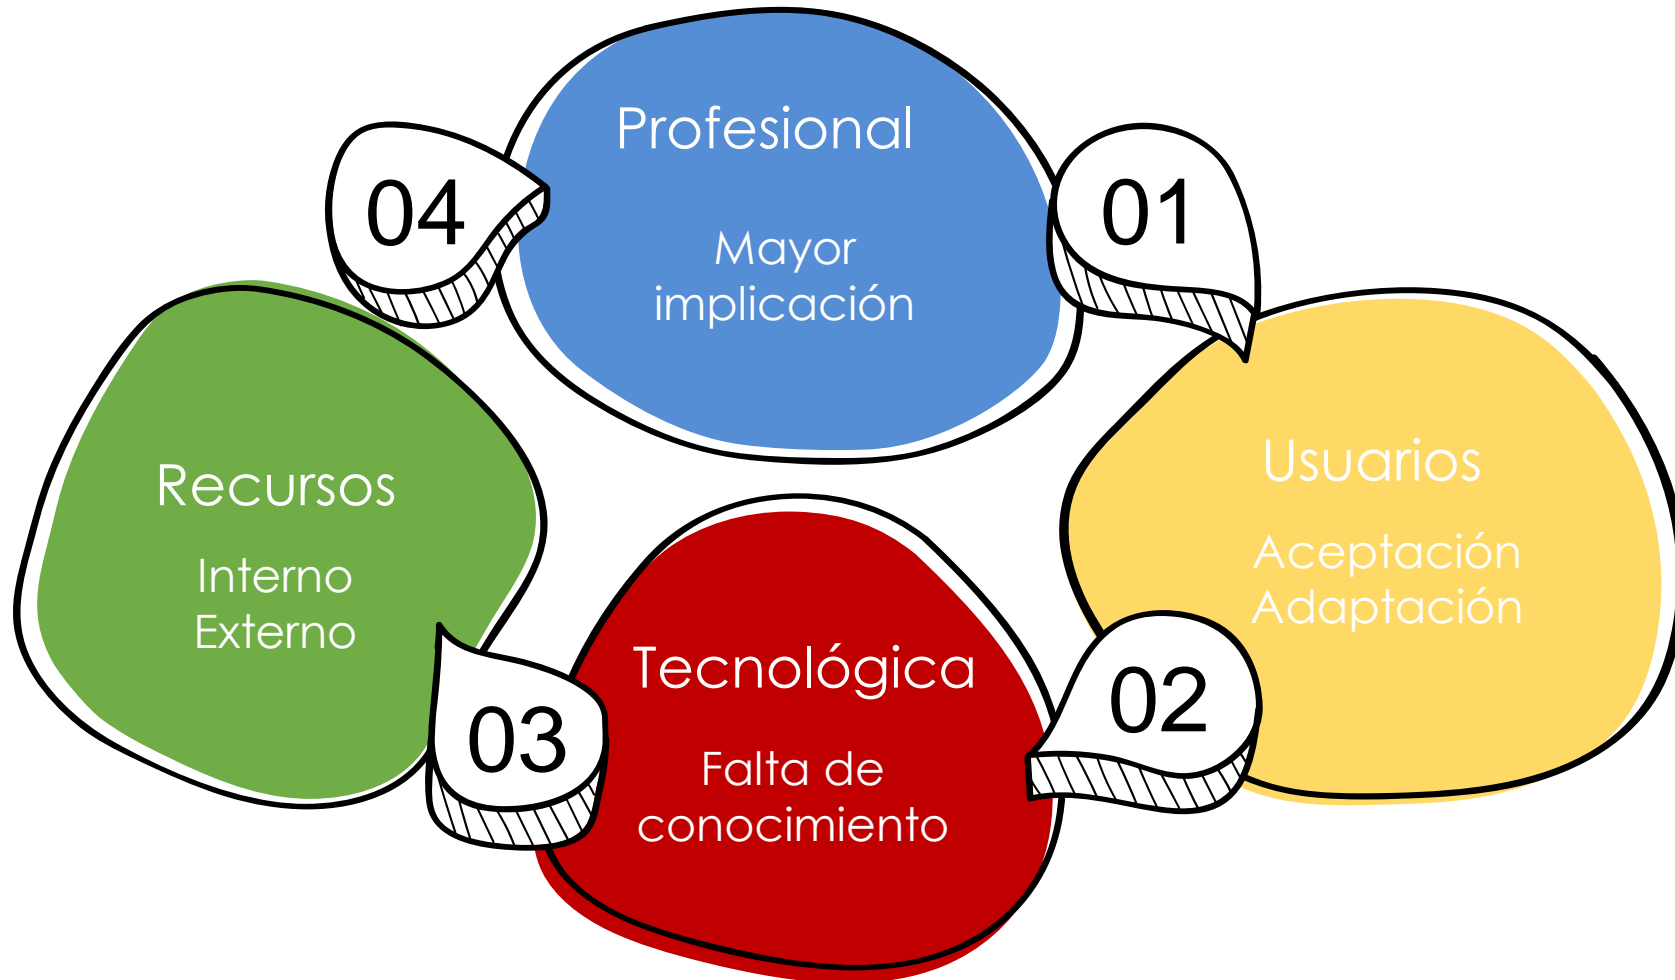 Profesional
Mayor
implicación
01
Usuarios
Aceptación
Adaptación
02
Tecnológica
Falta de
conocimiento
03
Recursos
Interno
Externo
04